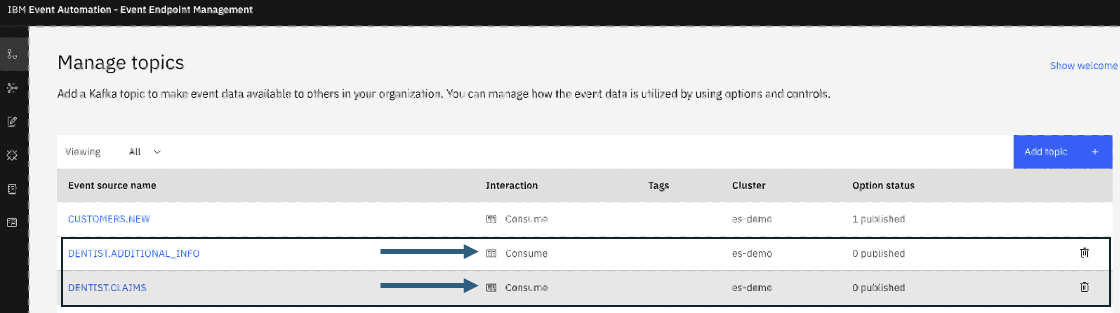 IBM Event Automation - Event Endpoint Management
Manage topics
Show welcome
Add a Kafka topic to make event data available to others in your organization. You can manage how the event data is utilized by using options and controls.
Viewing All
Add topic +
Event source name Interaction Tags Cluster Option status
CUSTOMERS.NEW Consume es-demo 1 published
DENTIST.ADDITIONAL_INFO Consume es-demo 0 published
DENTIST.CLAIMS Consume es-demo 0 published